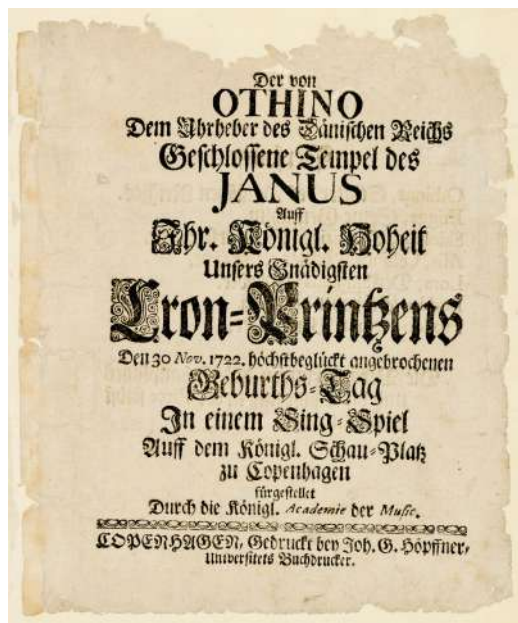 Der von
OTHINO
Dem Uhrheber des Dänischen Reichs
Geschlossene Tempel des
JANUS
Auff
Ihr. Königl. Hoheit
Unsers Gnädigsten
Cron-Printzens
Den 30 Nov. 1722. höchstbeglückt angebrochenen
Geburths-Tag
In einem Sing-Spiel
Auff dem Königl. Schau-Platz
zu Copenhagen
fürgestellet
Durch die Königl. Academie der Music.
COPENHAGEN, Gedruckt bey Joh. G. Höpffner,
Universitets Buchdrucker.